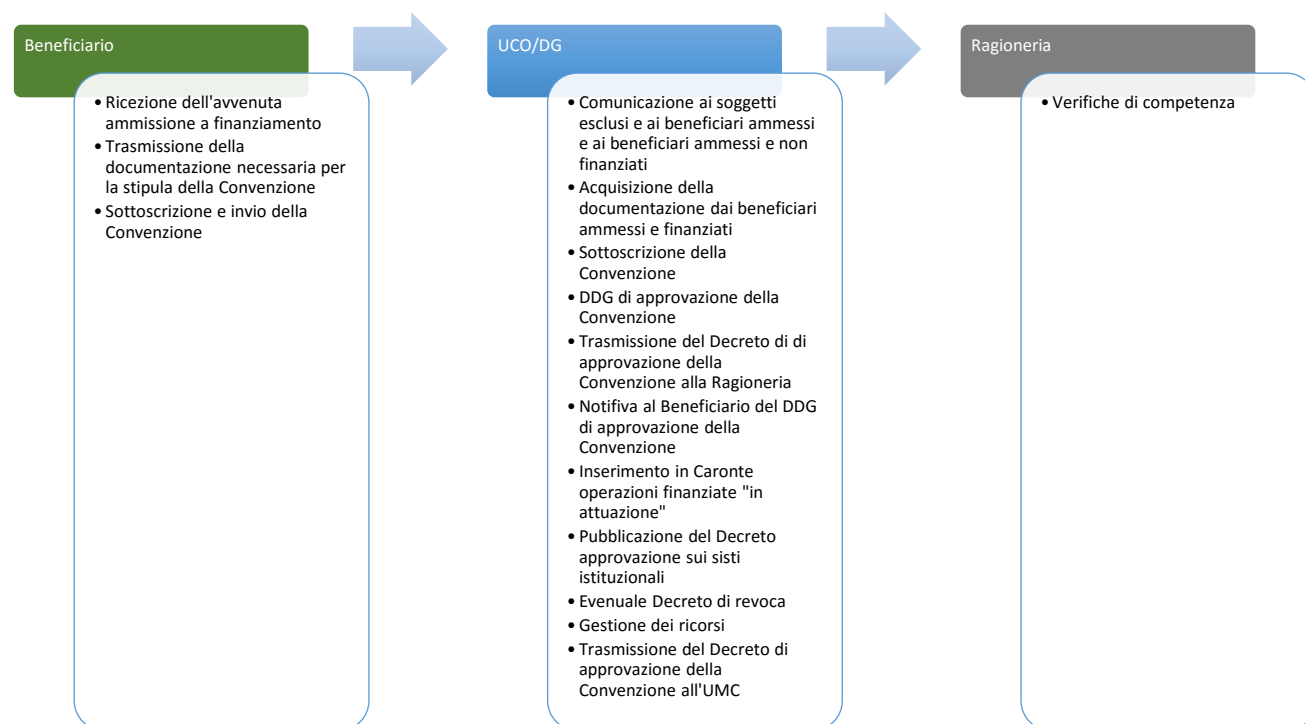 Beneficiario
• Ricezione dell'avvenuta
ammissione a finanziamento
• Trasmissione della
documentazione necessaria per
la stipula della Convenzione
• Sottoscrizione e invio della
Convenzione
UCO/DG
• Comunicazione ai soggetti
esclusi e ai beneficiari ammessi
e ai beneficiari ammessi e non
finanziati
• Acquisizione della
documentazione dai beneficiari
ammessi e finanziati
• Sottoscrizione della
Convenzione
• DDG di approvazione della
Convenzione
• Trasmissione del Decreto di di
approvazione della
Convenzione alla Ragioneria
• Notifiva al Beneficiario del DDG
di approvazione della
Convenzione
• Inserimento in Caronte
operazioni finanziate "in
attuazione"
• Pubblicazione del Decreto
approvazione sui sisti
istituzionali
• Evenuale Decreto di revoca
• Gestione dei ricorsi
• Trasmissione del Decreto di
approvazione della
Convenzione all'UMC
Ragioneria
• Verifiche di competenza